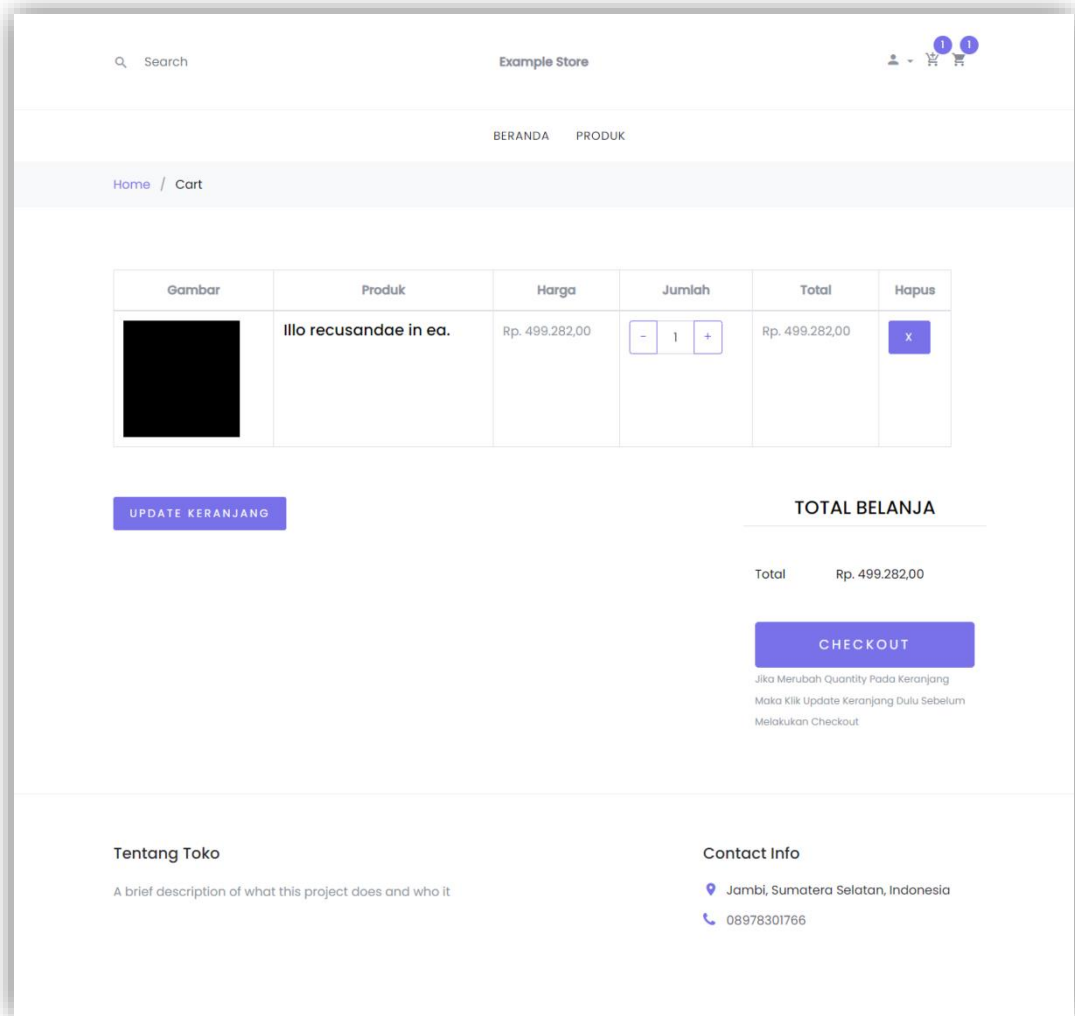 Search
Example Store
1
1
BERANDA PRODUK
Home / Cart
Gambar Produk Harga Jumlah Total Hapus
Illo recusandae in ea. Rp. 499.282,00 - 1 + Rp. 499.282,00 X
UPDATE KERANJANG
TOTAL BELANJA
Total Rp. 499.282,00
CHECKOUT
Jika Merubah Quantity Pada Keranjang
Maka Klik Update Keranjang Dulu Sebelum
Melakukan Checkout
Tentang Toko
A brief description of what this project does and who it
Contact Info
Jambi, Sumatera Selatan, Indonesia
08978301766